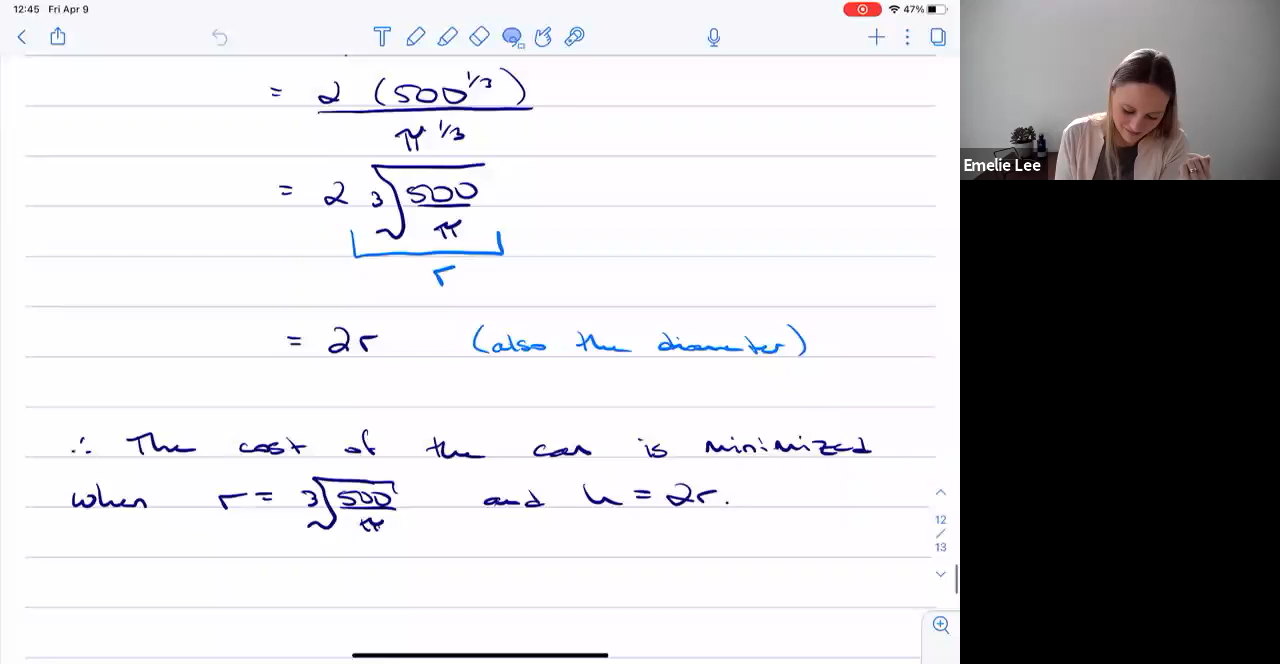 12:45 Fri Apr 9
47%
T
= 2 (500^1/3)
π^1/3
= 2 ∛500
π
r
= 2r (also the diameter)
∴ The cost of the can is minimized
when r = ∛500 and h = 2r.
π
12
/
13
Emelie Lee